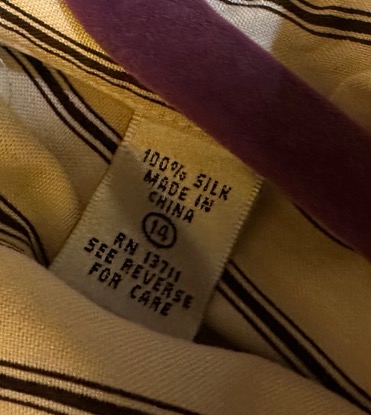 100% SILK
MADE IN
CHINA
14
RN 13711
SEE REVERSE
FOR CARE